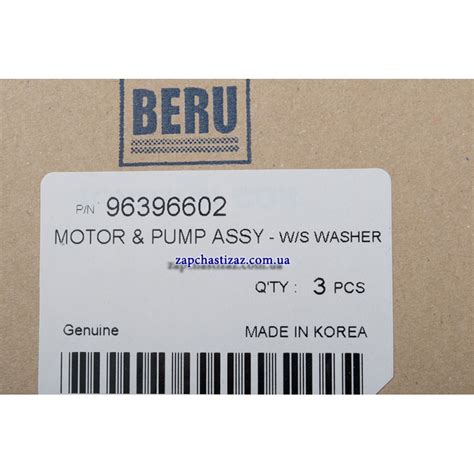 BERU
P/N 96396602
MOTOR & PUMP ASSY - W/S WASHER
zapchastizaz.com.ua
Q'TY : 3 PCS
Genuine
MADE IN KOREA